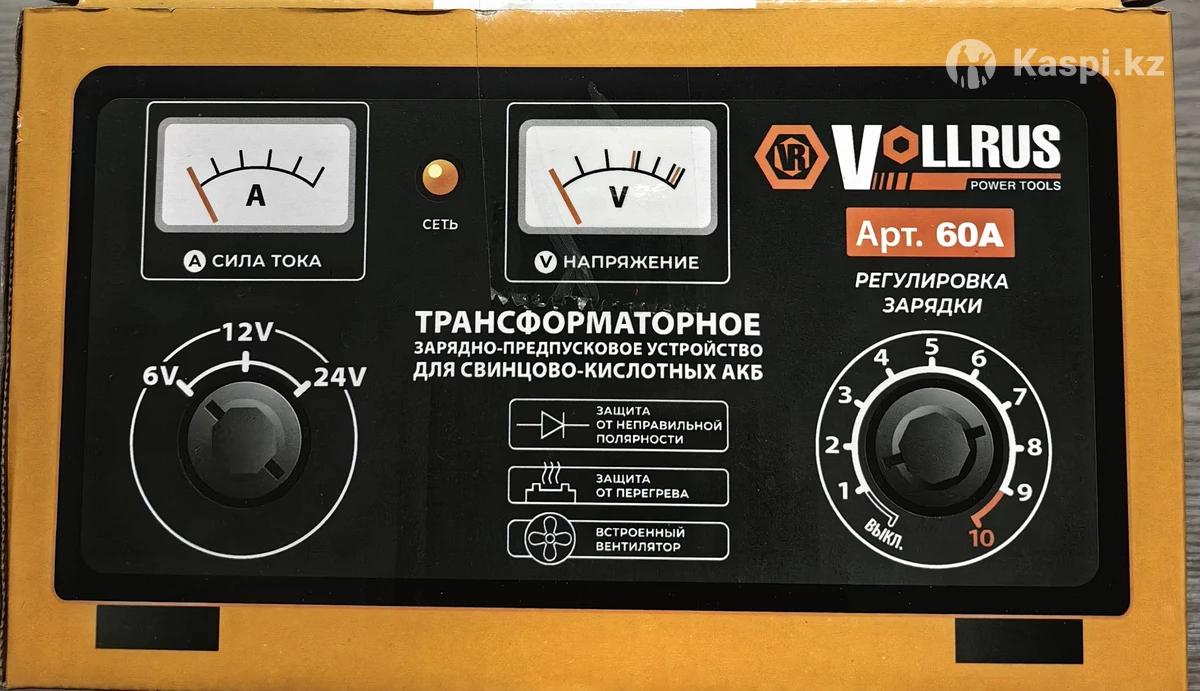 Kaspi.kz
A
V
VR
VOLLRUS
POWER TOOLS
СЕТЬ
A СИЛА ТОКА
V НАПРЯЖЕНИЕ
Арт. 60А
РЕГУЛИРОВКА
ЗАРЯДКИ
ТРАНСФОРМАТОРНОЕ
ЗАРЯДНО-ПРЕДПУСКОВОЕ УСТРОЙСТВО
ДЛЯ СВИНЦОВО-КИСЛОТНЫХ АКБ
6V
12V
24V
ЗАЩИТА
ОТ НЕПРАВИЛЬНОЙ
ПОЛЯРНОСТИ
ЗАЩИТА
ОТ ПЕРЕГРЕВА
ВСТРОЕННЫЙ
ВЕНТИЛЯТОР
ВЫКЛ.
1
2
3
4
5
6
7
8
9
10